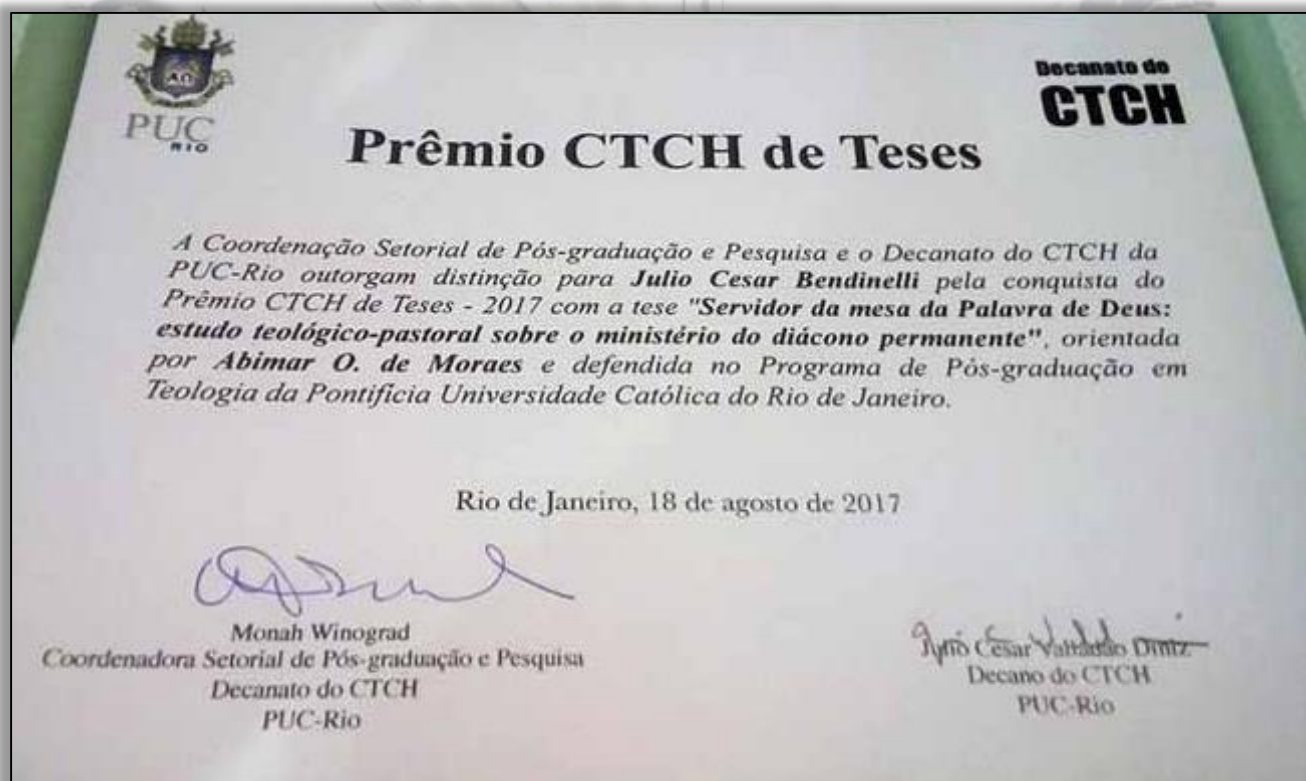 PUC
RIO
Decanato do
CTCH
Prêmio CTCH de Teses
A Coordenação Setorial de Pós-graduação e Pesquisa e o Decanato do CTCH da
PUC-Rio outorgam distinção para Julio Cesar Bendinelli pela conquista do
Prêmio CTCH de Teses - 2017 com a tese "Servidor da mesa da Palavra de Deus:
estudo teológico-pastoral sobre o ministério do diácono permanente", orientada
por Abimar O. de Moraes e defendida no Programa de Pós-graduação em
Teologia da Pontifícia Universidade Católica do Rio de Janeiro.
Rio de Janeiro, 18 de agosto de 2017
Monah Winograd
Coordenadora Setorial de Pós-graduação e Pesquisa
Decanato do CTCH
PUC-Rio
Cesar
Decano do CTCH
PUC-Rio